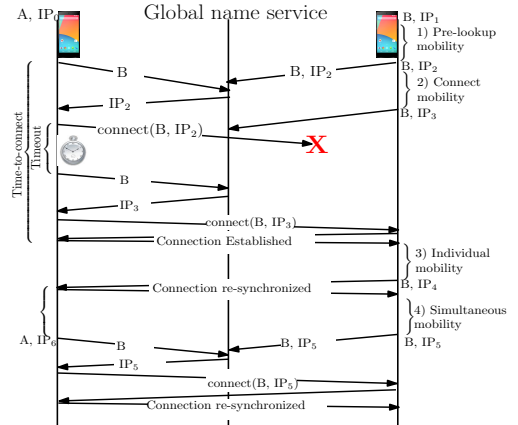 Global name service
A, IP0
B, IP1
1) Pre-lookup
mobility
B, IP2
B
B, IP2
2) Connect
mobility
IP2
B, IP3
connect(B, IP2)
X
Time-to-connect
Timeout
B
IP3
connect(B, IP3)
Connection Established
3) Individual
mobility
B, IP4
Connection re-synchronized
4) Simultaneous
mobility
A, IP6
B
B, IP5
B, IP5
IP5
connect(B, IP5)
Connection re-synchronized